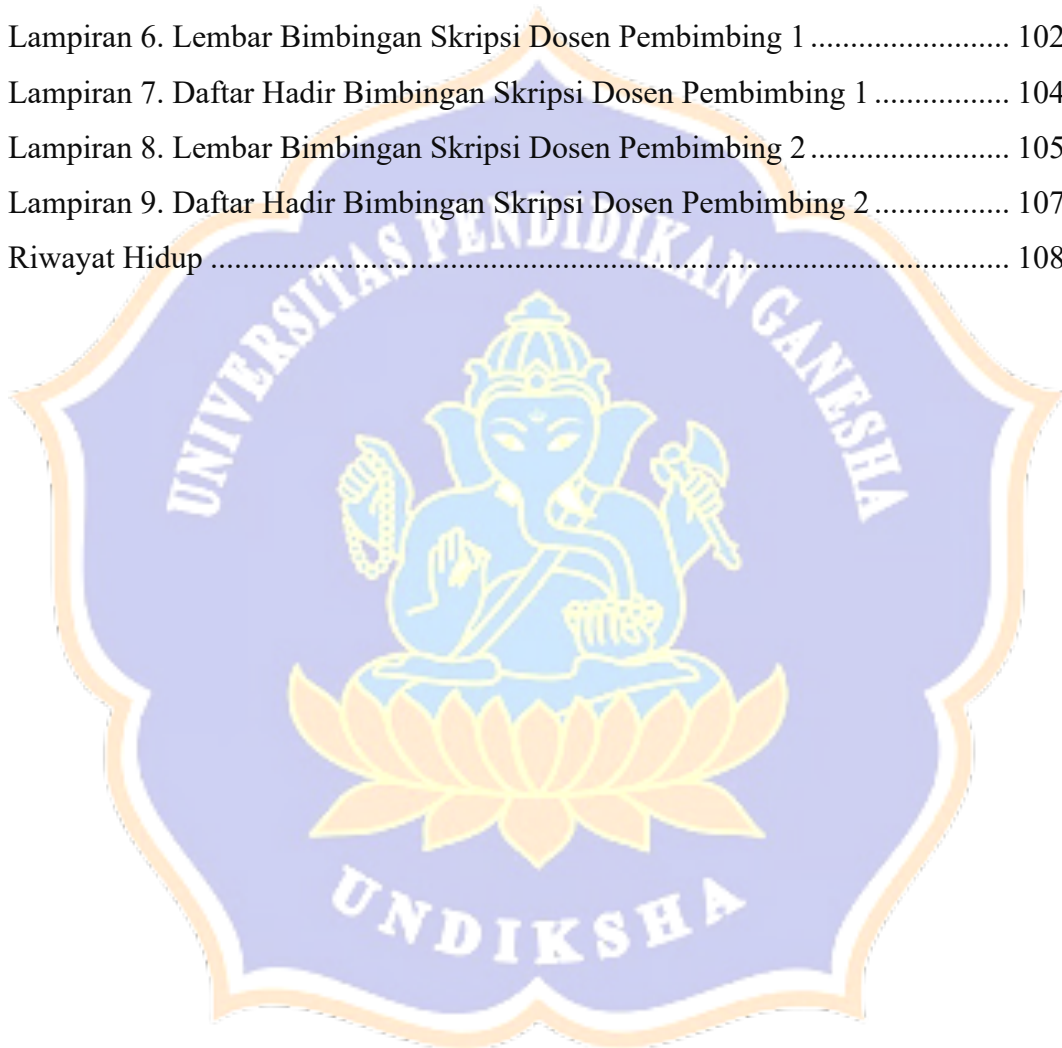 Lampiran 6. Lembar Bimbingan Skripsi Dosen Pembimbing 1 ..................... 102
Lampiran 7. Daftar Hadir Bimbingan Skripsi Dosen Pembimbing 1 .............. 104
Lampiran 8. Lembar Bimbingan Skripsi Dosen Pembimbing 2 ..................... 105
Lampiran 9. Daftar Hadir Bimbingan Skripsi Dosen Pembimbing 2 .............. 107
Riwayat Hidup .................................................................................... 108
UNIVERSITAS PENDIDIKAN GANESHA
UNDIKSHA